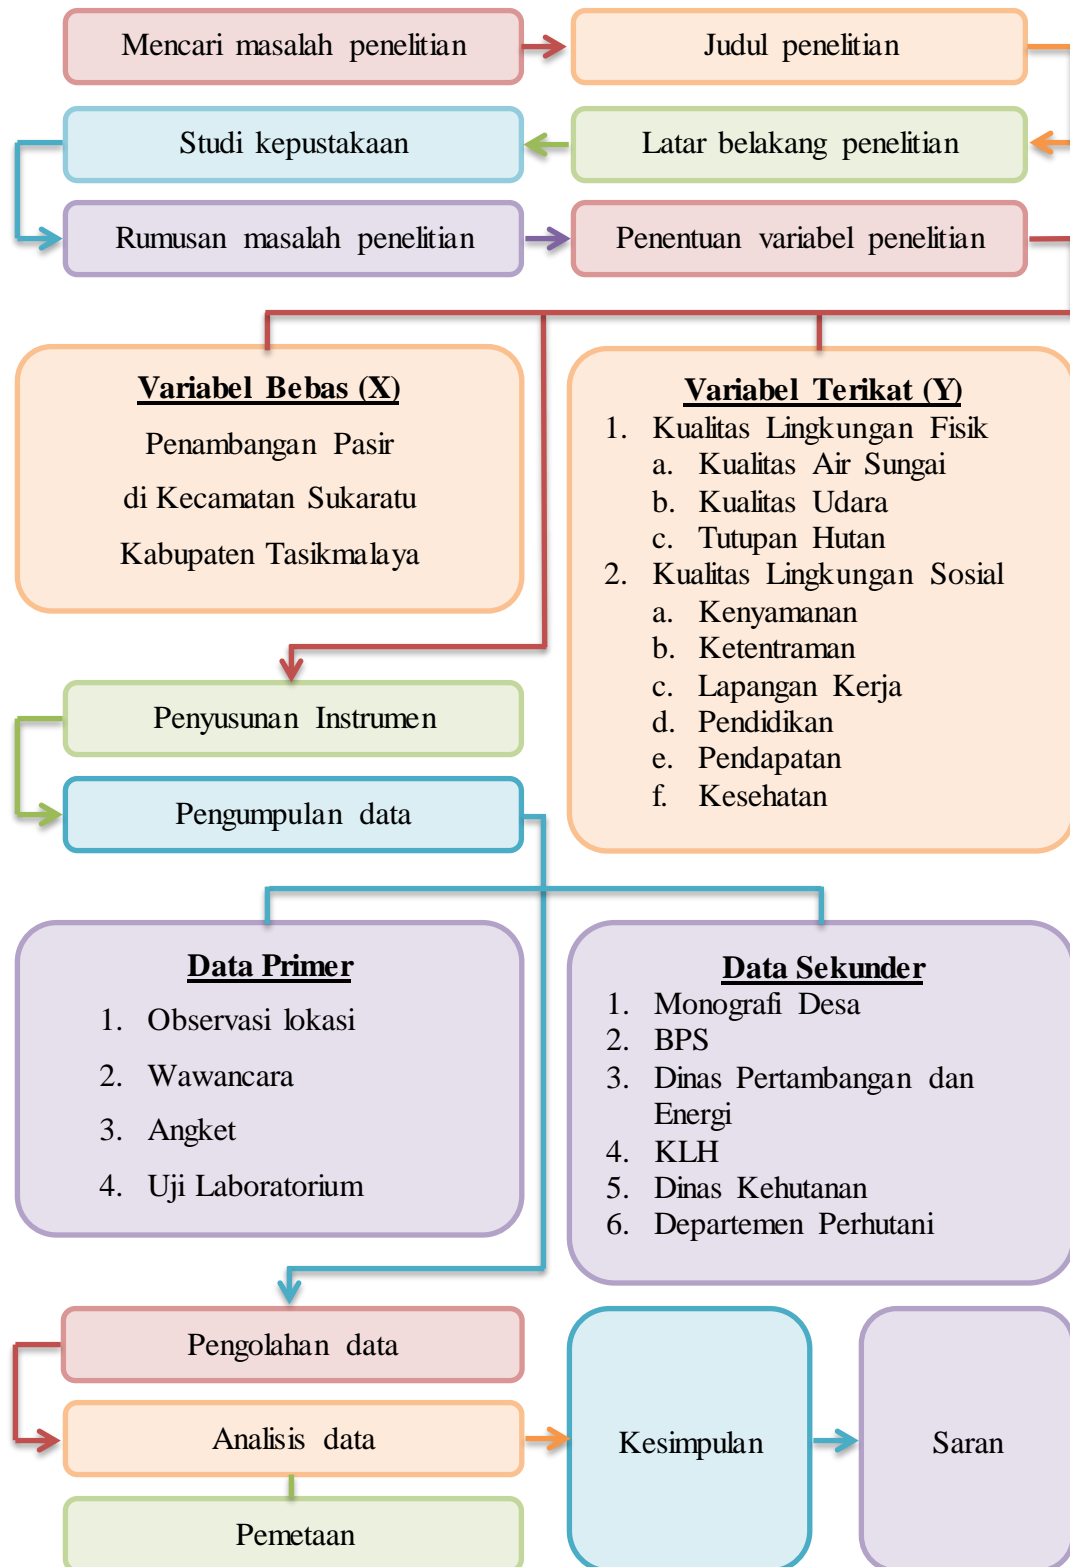 Mencari masalah penelitian
Judul penelitian
Latar belakang penelitian
Studi kepustakaan
Rumusan masalah penelitian
Penentuan variabel penelitian
Variabel Bebas (X)
Penambangan Pasir
di Kecamatan Sukaratu
Kabupaten Tasikmalaya
Variabel Terikat (Y)
1. Kualitas Lingkungan Fisik
a. Kualitas Air Sungai
b. Kualitas Udara
c. Tutupan Hutan
2. Kualitas Lingkungan Sosial
a. Kenyamanan
b. Ketentraman
c. Lapangan Kerja
d. Pendidikan
e. Pendapatan
f. Kesehatan
Penyusunan Instrumen
Pengumpulan data
Data Primer
1. Observasi lokasi
2. Wawancara
3. Angket
4. Uji Laboratorium
Data Sekunder
1. Monografi Desa
2. BPS
3. Dinas Pertambangan dan
Energi
4. KLH
5. Dinas Kehutanan
6. Departemen Perhutani
Pengolahan data
Analisis data
Pemetaan
Kesimpulan
Saran